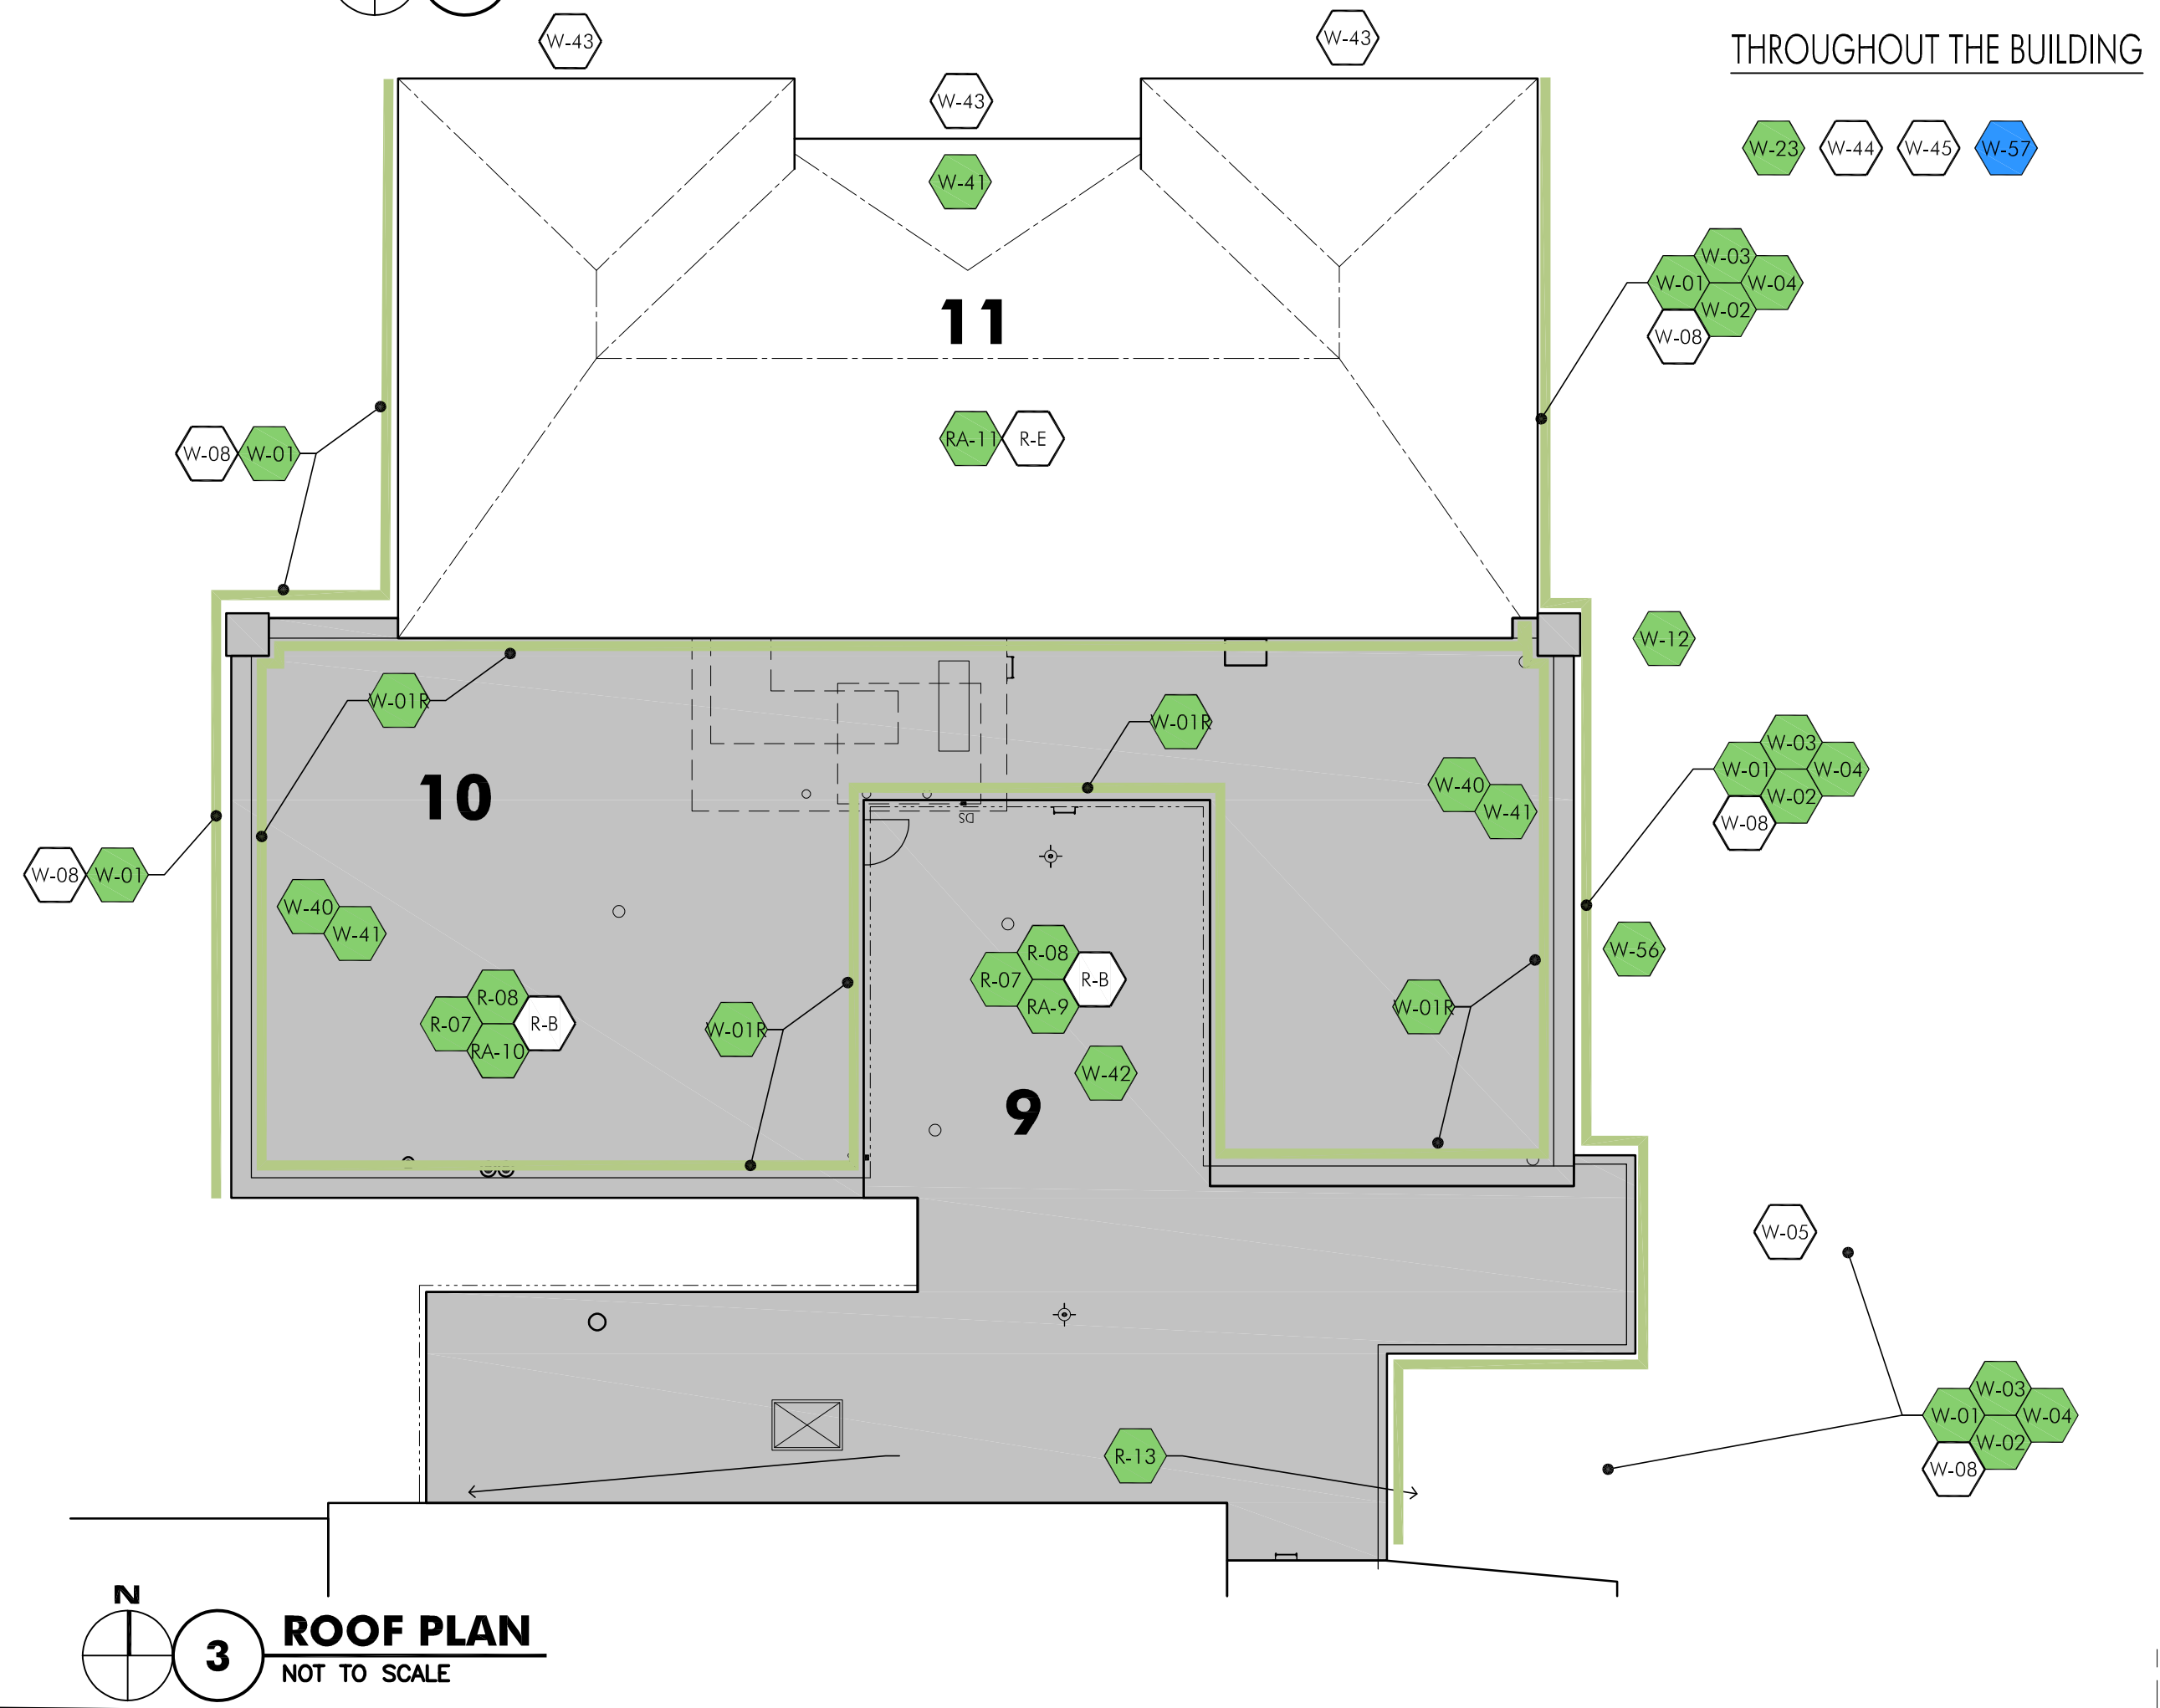 W-43
W-43
THROUGHOUT THE BUILDING
W-43
W-23 W-44 W-45 W-57
W-41
W-03
W-01 W-04
W-02
W-08
11
RA-11 R-E
W-08 W-01
W-12
W-01R
W-01R
W-03
W-01 W-04
W-02
W-08
10
W-40
W-41
DS
W-08 W-01
W-40
W-41
R-08
R-07 R-B
RA-9
W-56
R-08
R-07 R-B
RA-10
W-01R
W-01R
W-42
9
W-05
W-03
W-01 W-04
W-02
W-08
R-13
N
3
ROOF PLAN
NOT TO SCALE